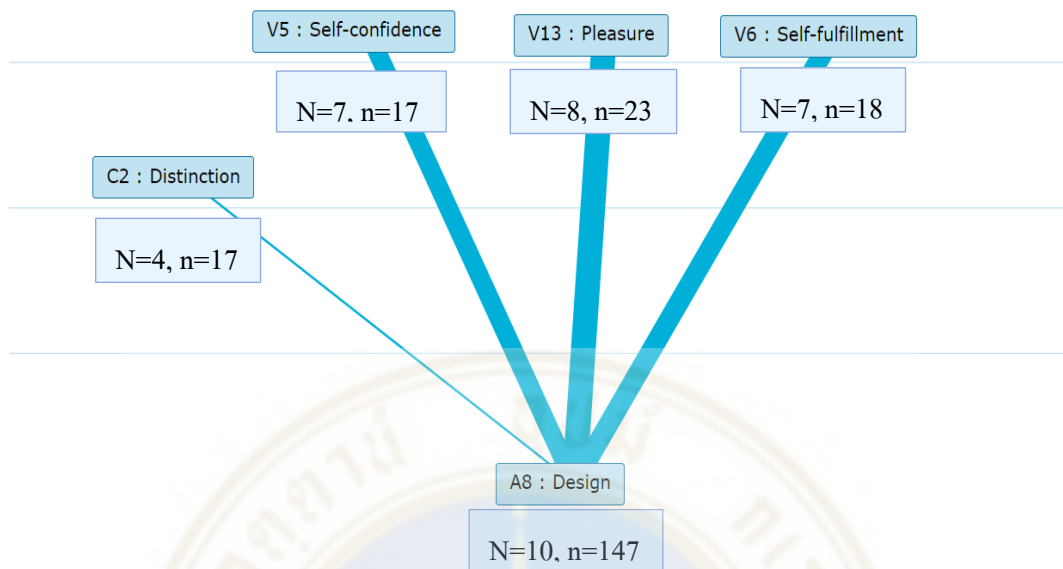 V5 : Self-confidence
V13 : Pleasure
V6 : Self-fulfillment
N=7, n=17
N=8, n=23
N=7, n=18
C2 : Distinction
N=4, n=17
A8 : Design
N=10, n=147